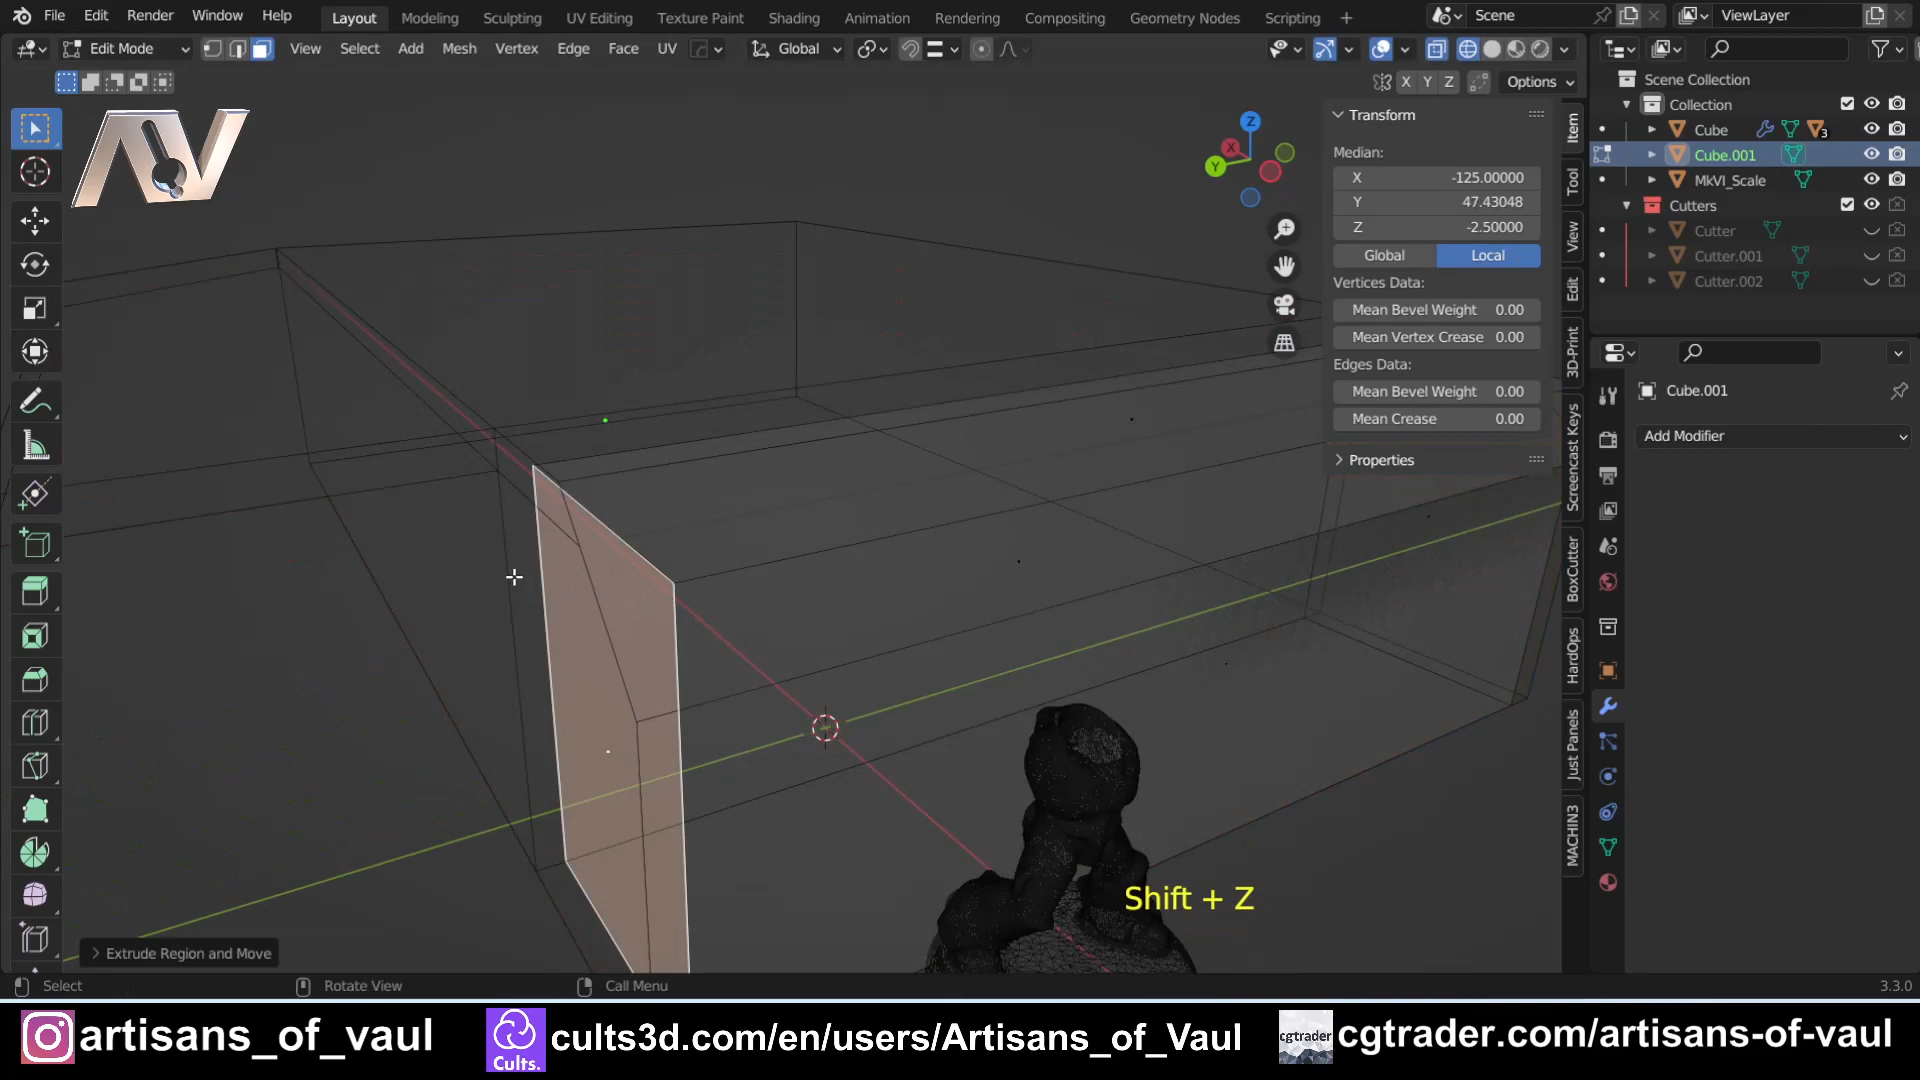 File Edit Render Window Help Layout Modeling Sculpting UV Editing Texture Paint Shading Animation Rendering Compositing Geometry Nodes Scripting + Scene ViewLayer
Edit Mode View Select Add Mesh Vertex Edge Face UV Global
X Y Z Options
AV
Z
X
Y
Transform
Median:
X -125.00000
Y 47.43048
Z -2.50000
Global Local
Vertices Data:
Mean Bevel Weight 0.00
Mean Vertex Crease 0.00
Edges Data:
Mean Bevel Weight 0.00
Mean Crease 0.00
Properties
Item
Tool
View
Edit
3D-Print
Screencast Keys
BoxCutter
HardOps
Just Panels
MACHIN3
Scene Collection
Collection
Cube 3
Cube.001
MkVI_Scale
Cutters
Cutter
Cutter.001
Cutter.002
Cube.001
Add Modifier
Shift + Z
Extrude Region and Move
Select Rotate View Call Menu 3.3.0
artisans_of_vaul Cults. cults3d.com/en/users/Artisans_of_Vaul cgtrader cgtrader.com/artisans-of-vaul